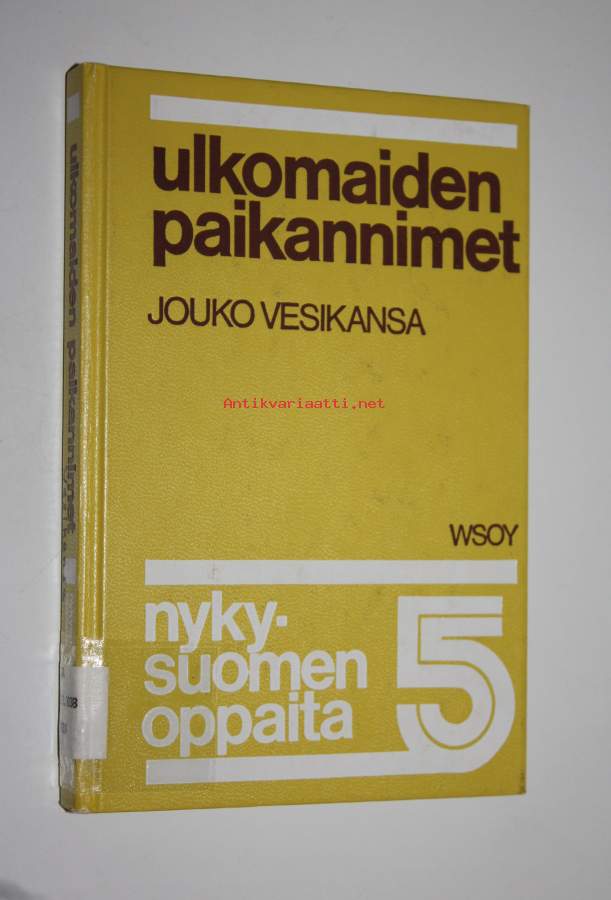 ulkomaiden
paikannimet
JOUKO VESIKANSA
Antikvariaatti.net
WSOY
nyky-
suomen
oppaita
5
ulkomaiden paikannimet